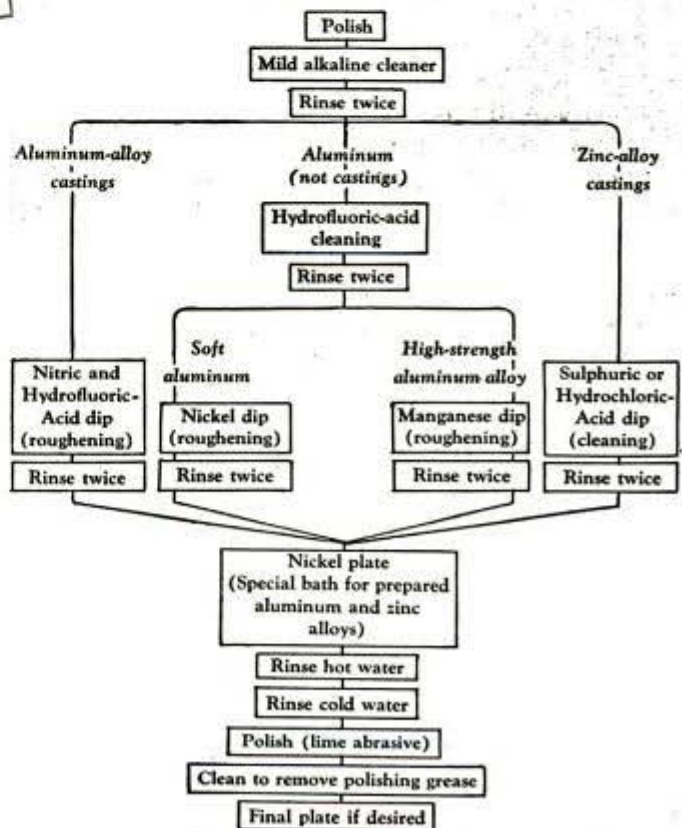 Polish
Mild alkaline cleaner
Rinse twice
Aluminum-alloy
castings
Aluminum
(not castings)
Zinc-alloy
castings
Hydrofluoric-acid
cleaning
Rinse twice
Soft
aluminum
High-strength
aluminum alloy
Nitric and
Hydrofluoric-
Acid dip
(roughening)
Nickel dip
(roughening)
Manganese dip
(roughening)
Sulphuric or
Hydrochloric-
Acid dip
(cleaning)
Rinse twice
Rinse twice
Rinse twice
Rinse twice
Nickel plate
(Special bath for prepared
aluminum and zinc
alloys)
Rinse hot water
Rinse cold water
Polish (lime abrasive)
Clean to remove polishing grease
Final plate if desired